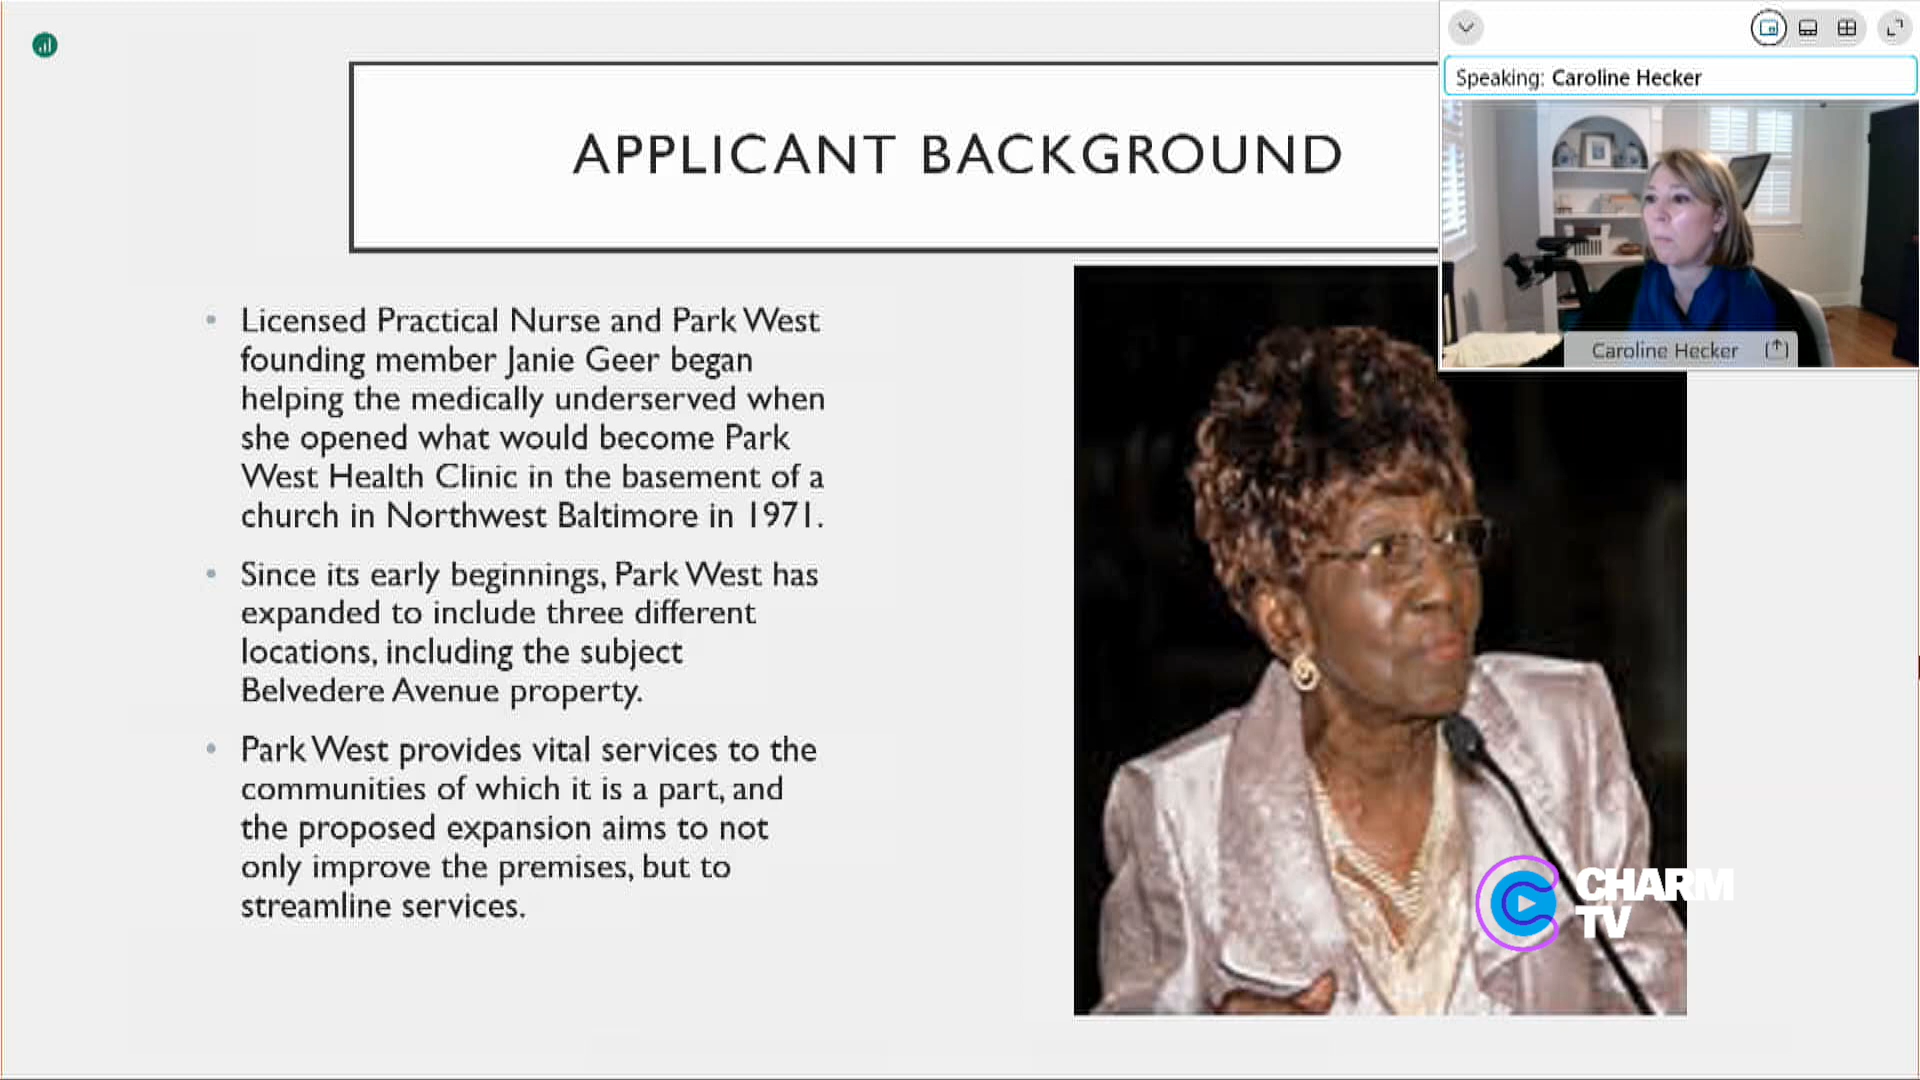 APPLICANT BACKGROUND
Speaking: Caroline Hecker
Caroline Hecker
• Licensed Practical Nurse and Park West
founding member Janie Geer began
helping the medically underserved when
she opened what would become Park
West Health Clinic in the basement of a
church in Northwest Baltimore in 1971.
• Since its early beginnings, Park West has
expanded to include three different
locations, including the subject
Belvedere Avenue property.
• Park West provides vital services to the
communities of which it is a part, and
the proposed expansion aims to not
only improve the premises, but to
streamline services.
CHARM
TV